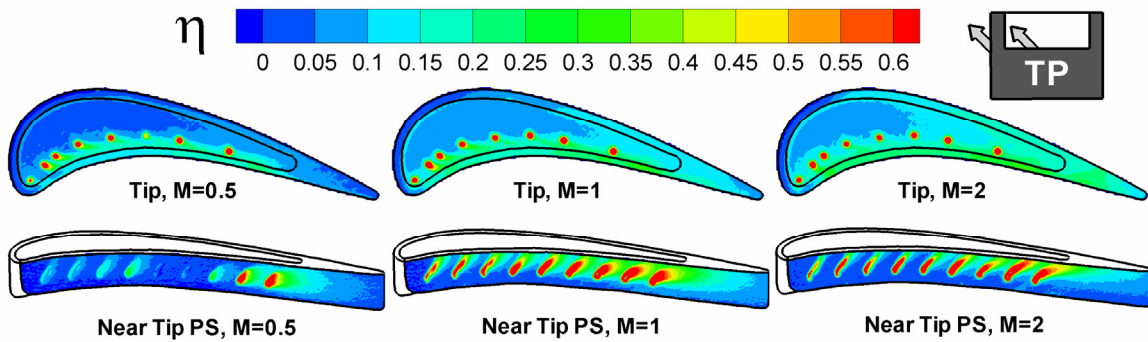 η
0 0.05 0.1 0.15 0.2 0.25 0.3 0.35 0.4 0.45 0.5 0.55 0.6
TP
Tip, M=0.5 Tip, M=1 Tip, M=2
Near Tip PS, M=0.5 Near Tip PS, M=1 Near Tip PS, M=2